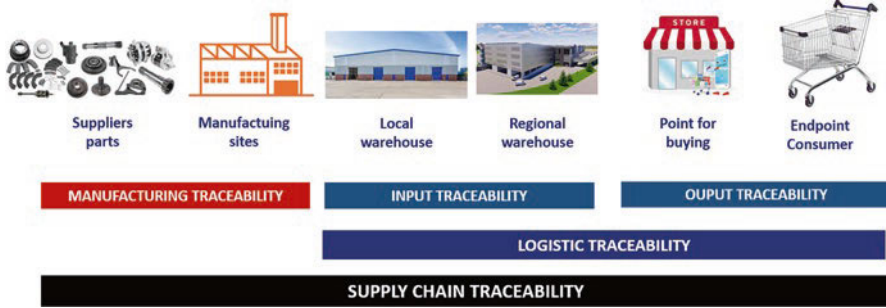 STORE
Suppliers
parts
Manufactuing
sites
Local
warehouse
Regional
warehouse
Point for
buying
Endpoint
Consumer
MANUFACTURING TRACEABILITY
INPUT TRACEABILITY
OUPUT TRACEABILITY
LOGISTIC TRACEABILITY
SUPPLY CHAIN TRACEABILITY